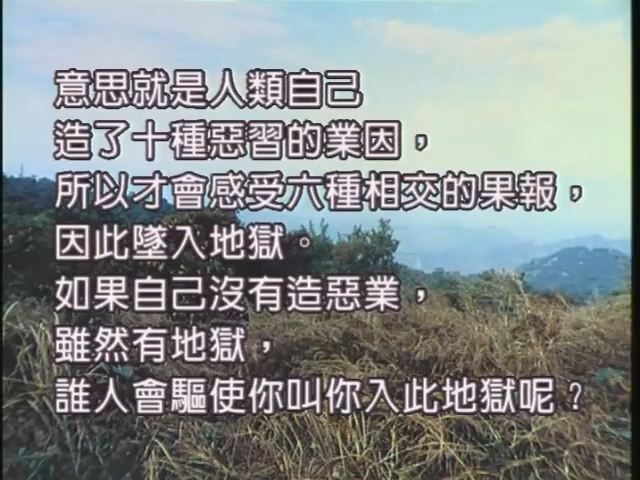 意思就是人類自己
造了十種惡習的業因，
所以才會感受六種相交的果報，
因此墜入地獄。
如果自己沒有造惡業，
雖然有地獄，
誰人會驅使你叫你入此地獄呢？